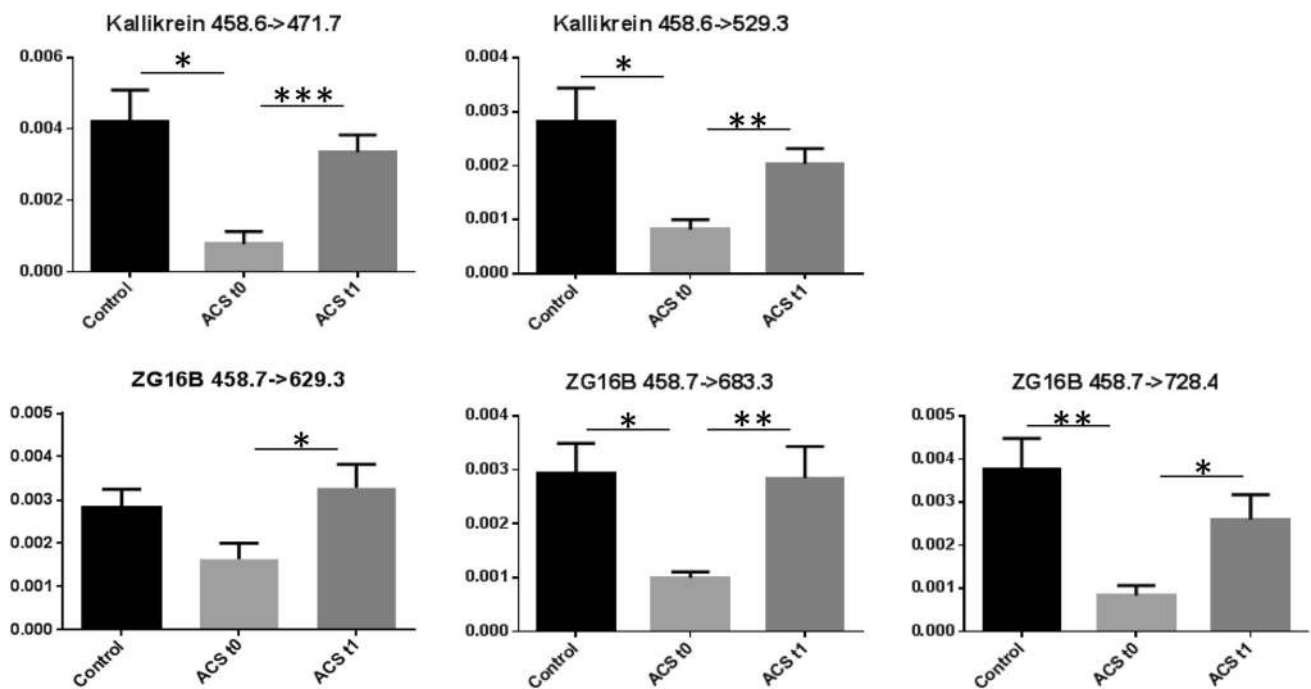 Kallikrein 458.6->471.7
0.006
0.004
0.002
0.000
*
***
Control
ACS t0
ACS t1
Kallikrein 458.6->529.3
0.004
0.003
0.002
0.001
0.000
*
**
Control
ACS t0
ACS t1
ZG16B 458.7->629.3
0.005
0.004
0.003
0.002
0.001
0.000
*
Control
ACS t0
ACS t1
ZG16B 458.7->683.3
0.004
0.003
0.002
0.001
0.000
*
**
Control
ACS t0
ACS t1
ZG16B 458.7->728.4
0.005
0.004
0.003
0.002
0.001
0.000
**
*
Control
ACS t0
ACS t1